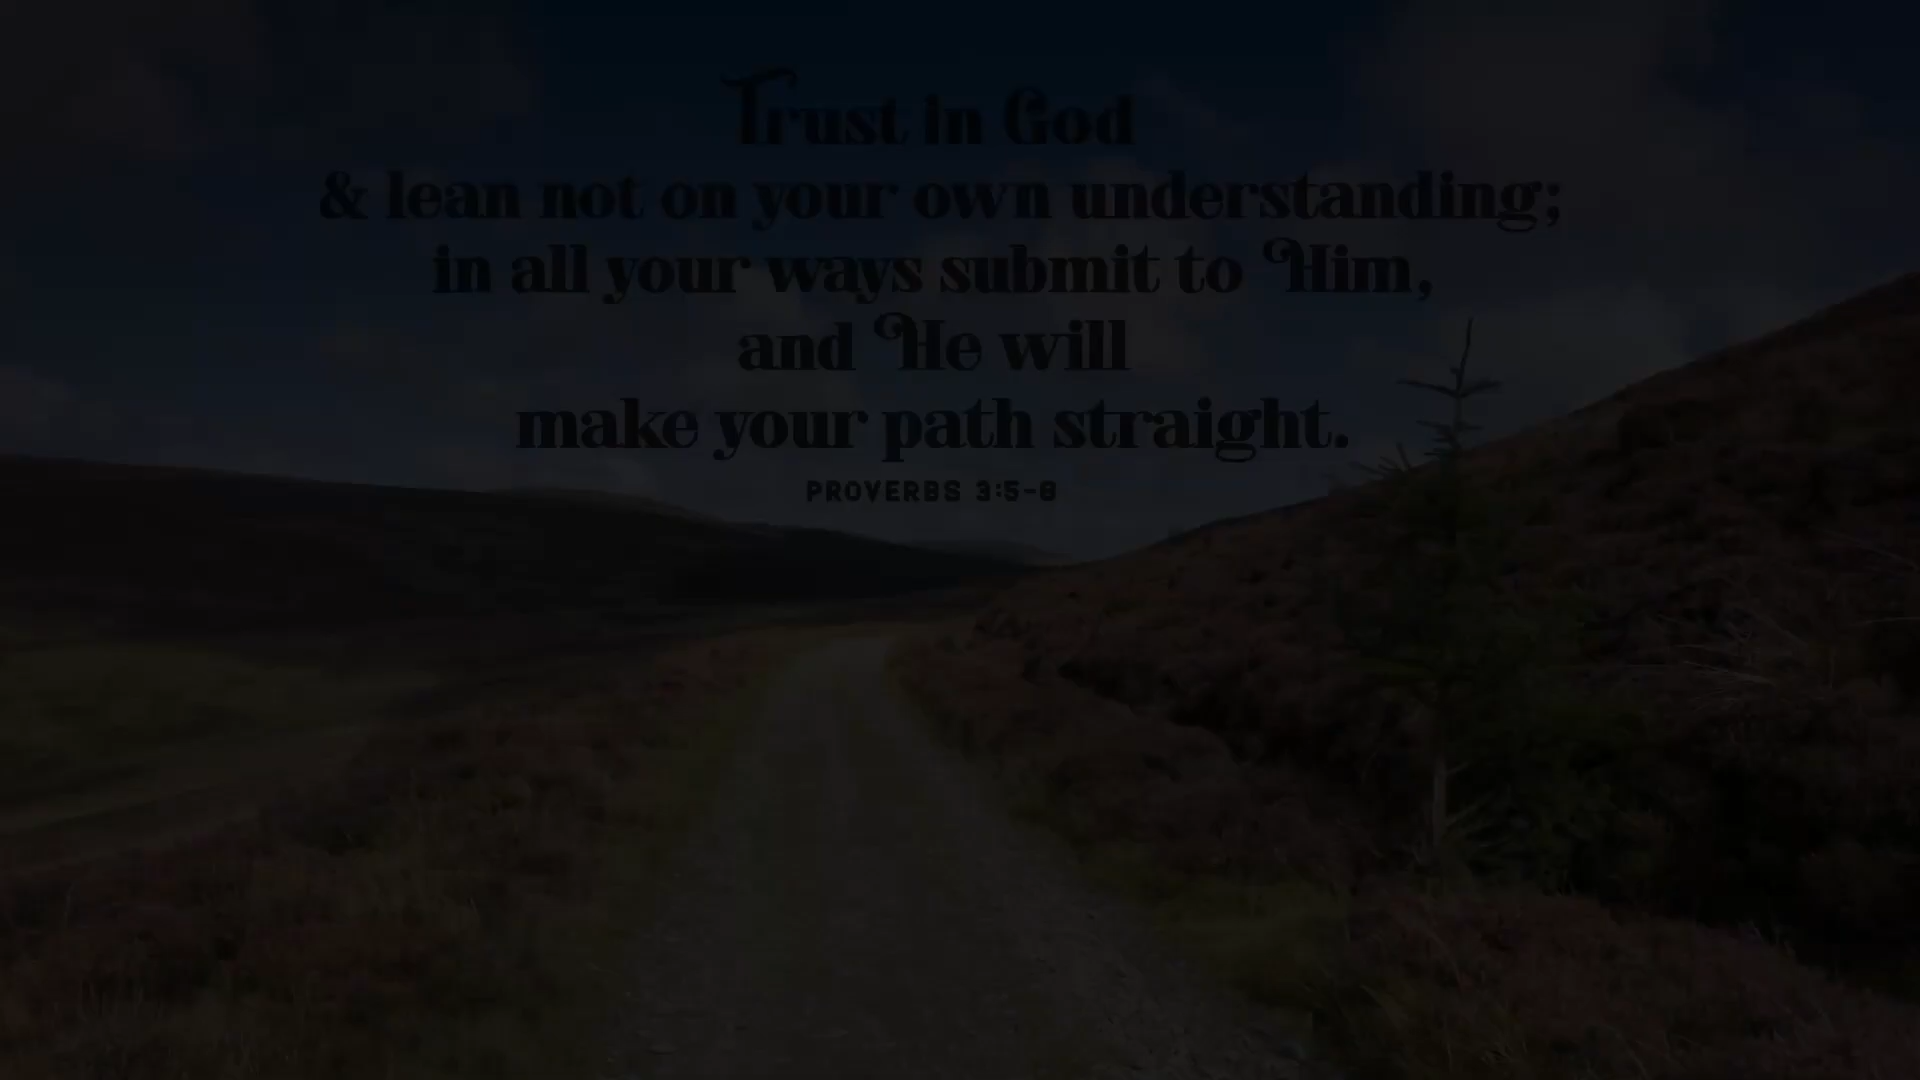 Trust in God
& lean not on your own understanding;
in all your ways submit to Him,
and He will
make your path straight.
PROVERBS 3:5-6